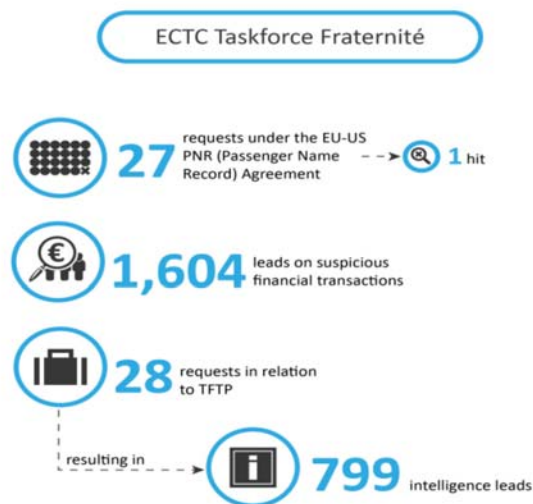 ECTC Taskforce Fraternité
27
requests under the EU-US
PNR (Passenger Name
Record) Agreement
1 hit
1,604
leads on suspicious
financial transactions
28
requests in relation
to TFTP
resulting in
799
intelligence leads